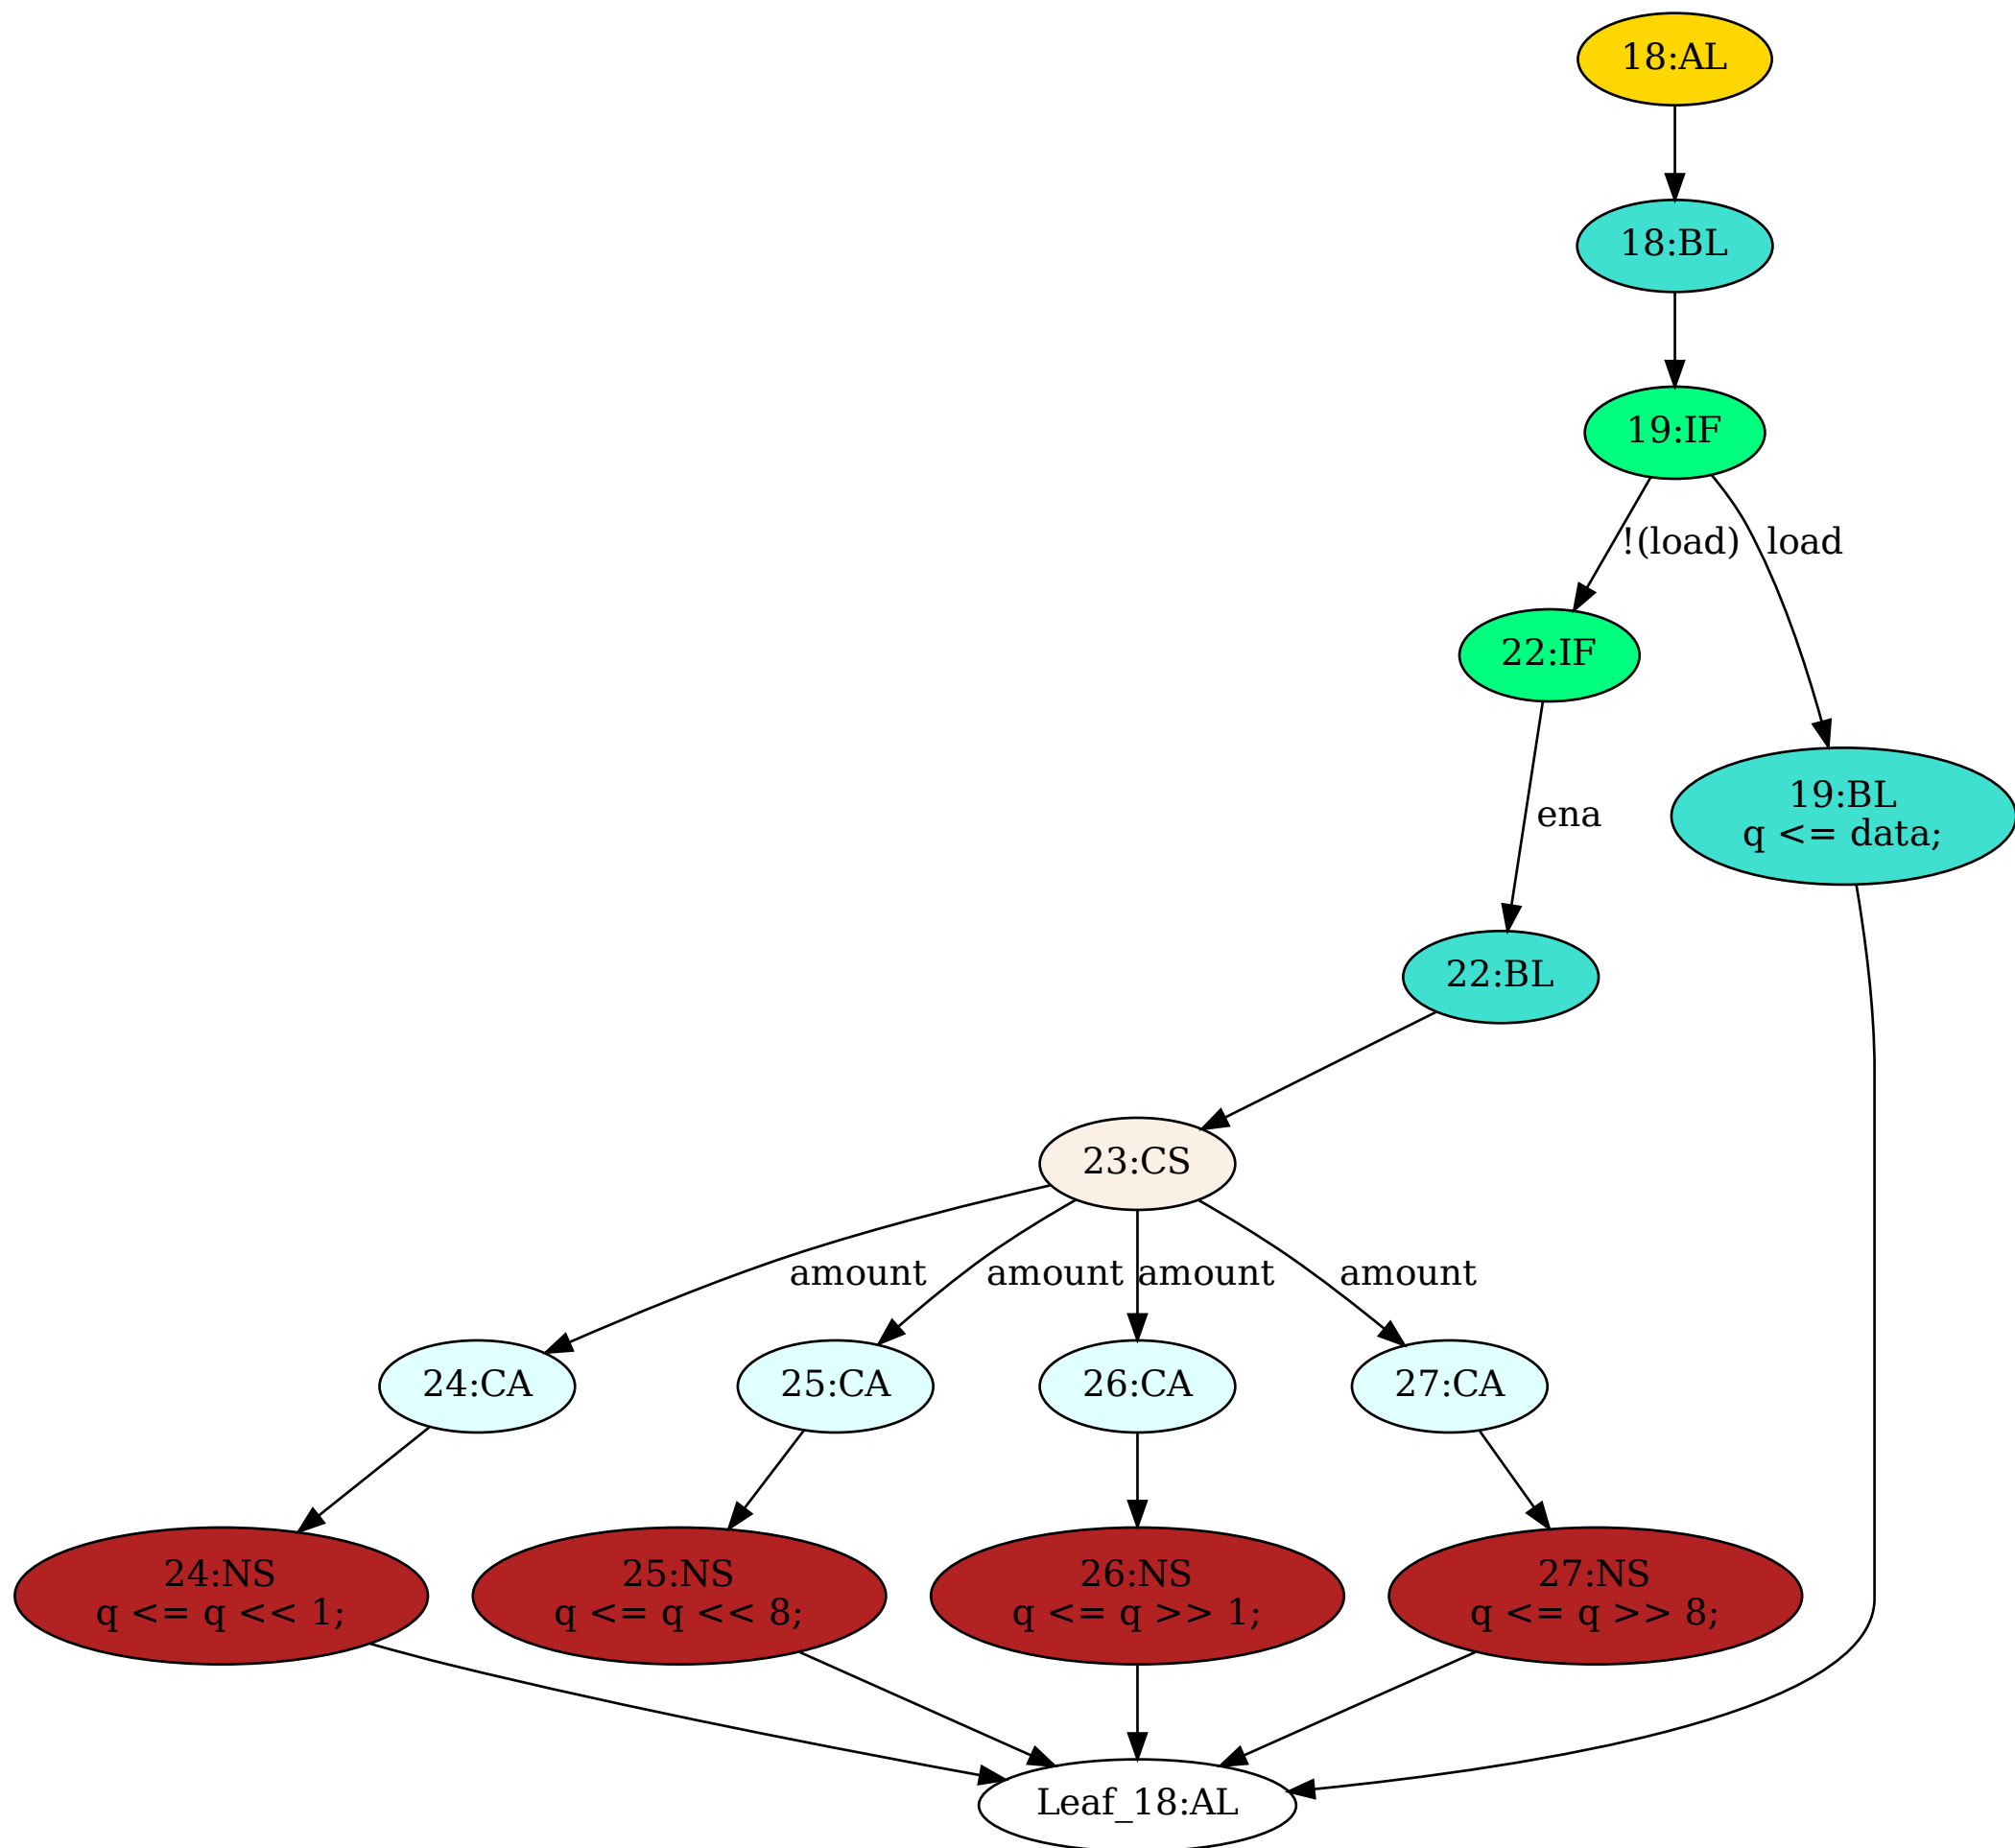 18:AL
18:BL
19:IF
!(load)
load
22:IF
19:BL
q <= data;
ena
22:BL
23:CS
amount
amount
amount
amount
24:CA
25:CA
26:CA
27:CA
24:NS
q <= q << 1;
25:NS
q <= q << 8;
26:NS
q <= q >> 1;
27:NS
q <= q >> 8;
Leaf_18:AL